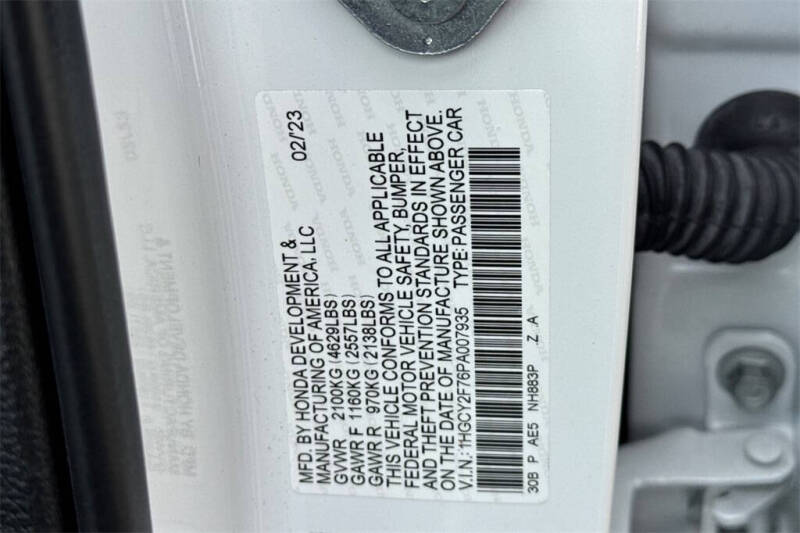 MFD. BY HONDA DEVELOPMENT & 02/'23
MANUFACTURING OF AMERICA, LLC
GVWR 2100KG (4629LBS)
GAWR F 1160KG (2557LBS)
GAWR R 970KG (2138LBS)
THIS VEHICLE CONFORMS TO ALL APPLICABLE
FEDERAL MOTOR VEHICLE SAFETY, BUMPER,
AND THEFT PREVENTION STANDARDS IN EFFECT
ON THE DATE OF MANUFACTURE SHOWN ABOVE.
V.I.N.: 1HGCY2F76PA007935 TYPE: PASSENGER CAR
30B P AE5 NH883P Z A